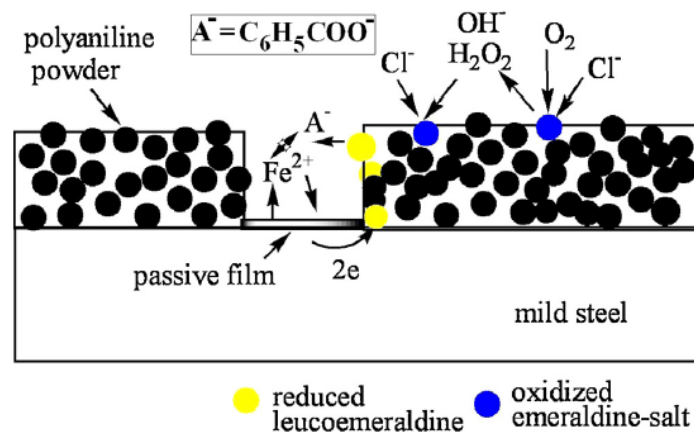 polyaniline
powder
A⁻ = C₆H₅COO⁻
Cl⁻
OH⁻
H₂O₂
O₂
Cl⁻
A⁻
Fe²⁺
passive film
2e
mild steel
reduced
leucoemeraldine
oxidized
emeraldine-salt